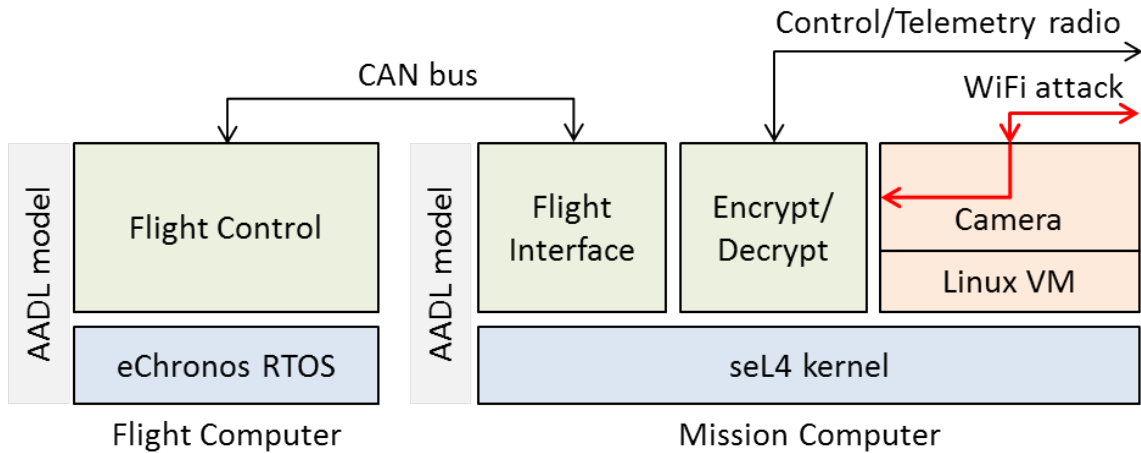 Control/Telemetry radio
CAN bus
WiFi attack
AADL model
Flight Control
eChronos RTOS
Flight Computer
AADL model
Flight
Interface
Encrypt/
Decrypt
Camera
Linux VM
seL4 kernel
Mission Computer